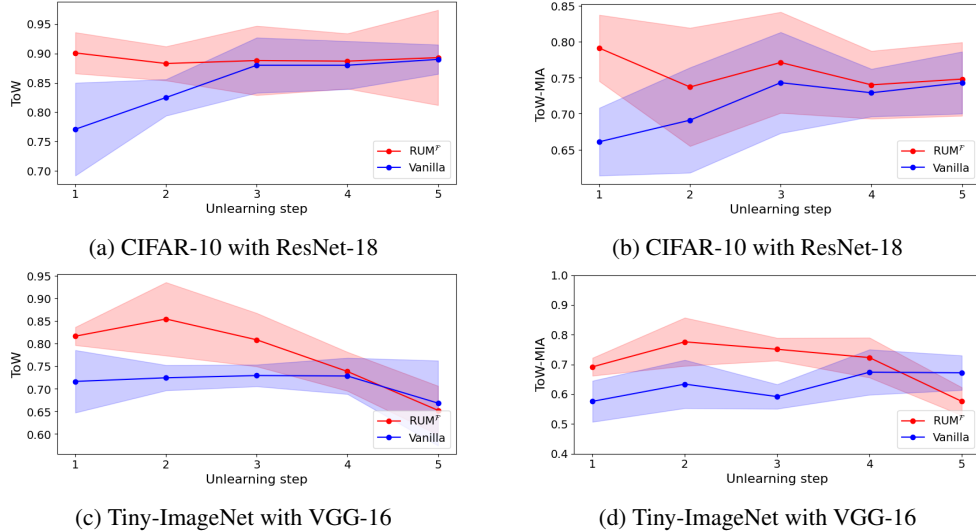 0.95
0.90
0.85
0.80
0.75
0.70
ToW
RUM^F
Vanilla
1 2 3 4 5
Unlearning step
(a) CIFAR-10 with ResNet-18
0.85
0.80
0.75
0.70
0.65
ToW-MIA
RUM^F
Vanilla
1 2 3 4 5
Unlearning step
(b) CIFAR-10 with ResNet-18
0.95
0.90
0.85
0.80
0.75
0.70
0.65
0.60
ToW
RUM^F
Vanilla
1 2 3 4 5
Unlearning step
(c) Tiny-ImageNet with VGG-16
1.0
0.9
0.8
0.7
0.6
0.5
0.4
ToW-MIA
RUM^F
Vanilla
1 2 3 4 5
Unlearning step
(d) Tiny-ImageNet with VGG-16